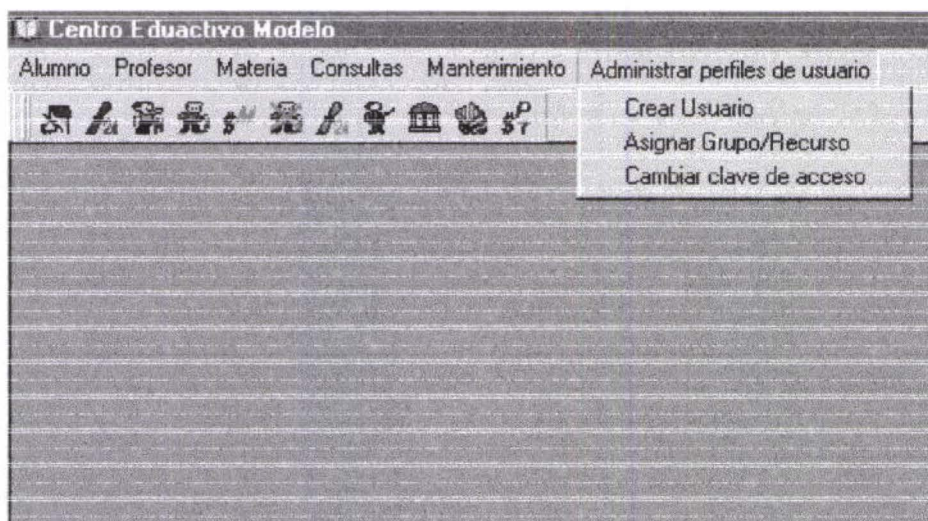 Centro Eduactivo Modelo
Alumno Profesor Materia Consultas Mantenimiento Administrar perfiles de usuario
Crear Usuario
Asignar Grupo/Recurso
Cambiar clave de acceso